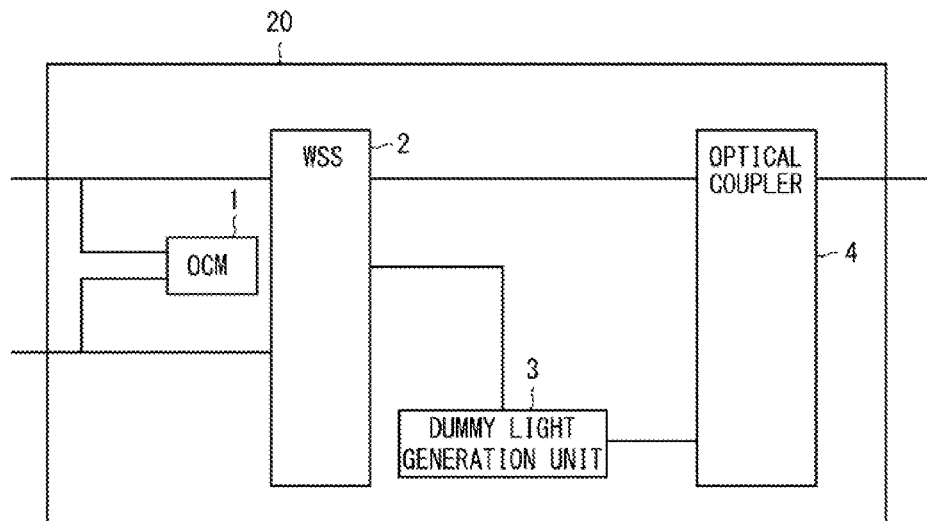 20
WSS
2
OPTICAL
COUPLER
1
OCM
4
3
DUMMY LIGHT
GENERATION UNIT